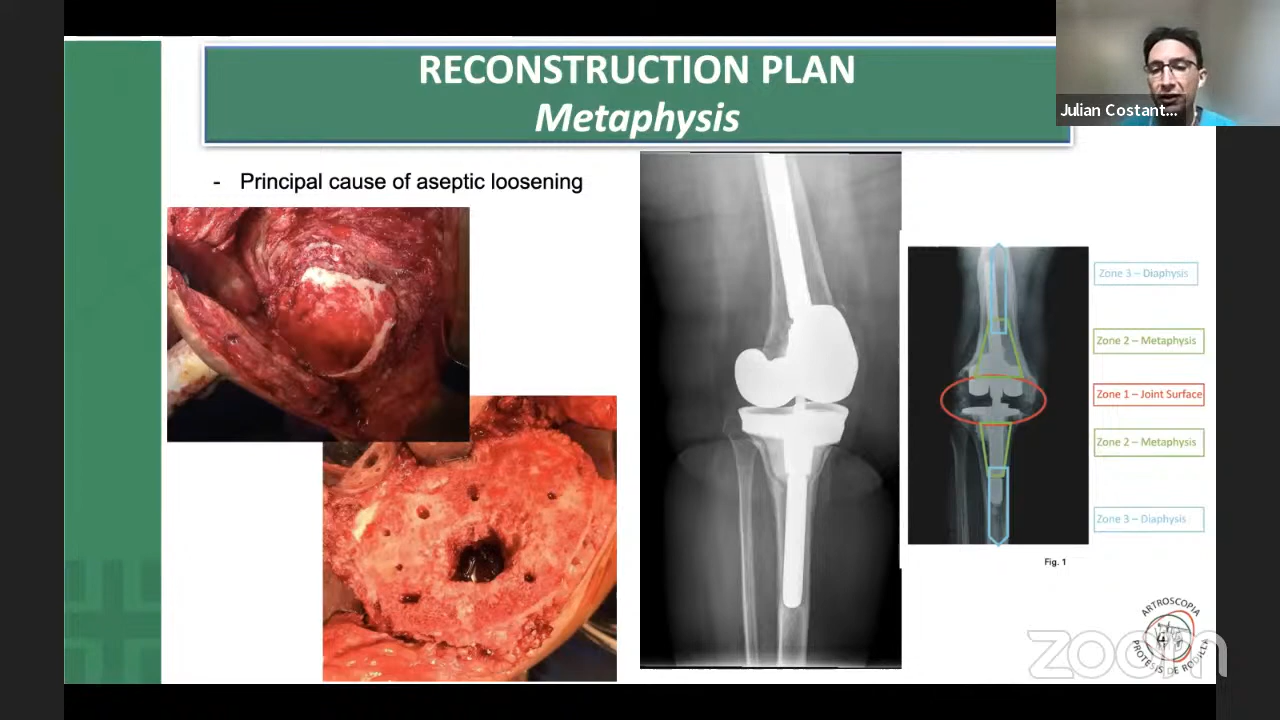 RECONSTRUCTION PLAN
Metaphysis
Julian Costant...
- Principal cause of aseptic loosening
Zone 3 – Diaphysis
Zone 2 – Metaphysis
Zone 1 – Joint Surface
Zone 2 – Metaphysis
Zone 3 – Diaphysis
Fig. 1
ARTROSCOPIA
PROTESIS DE RODILLA
zoom